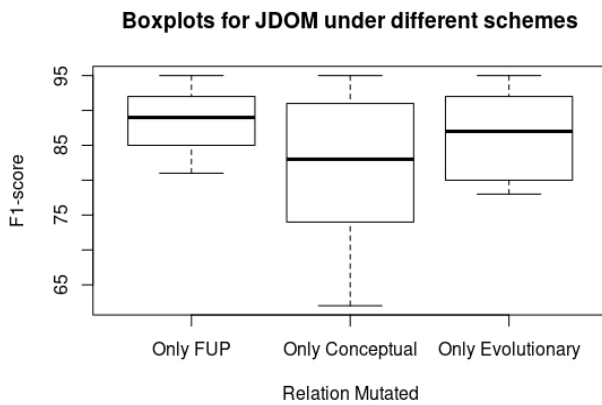 Boxplots for JDOM under different schemes
95
85
75
65
F1-score
Only FUP Only Conceptual Only Evolutionary
Relation Mutated